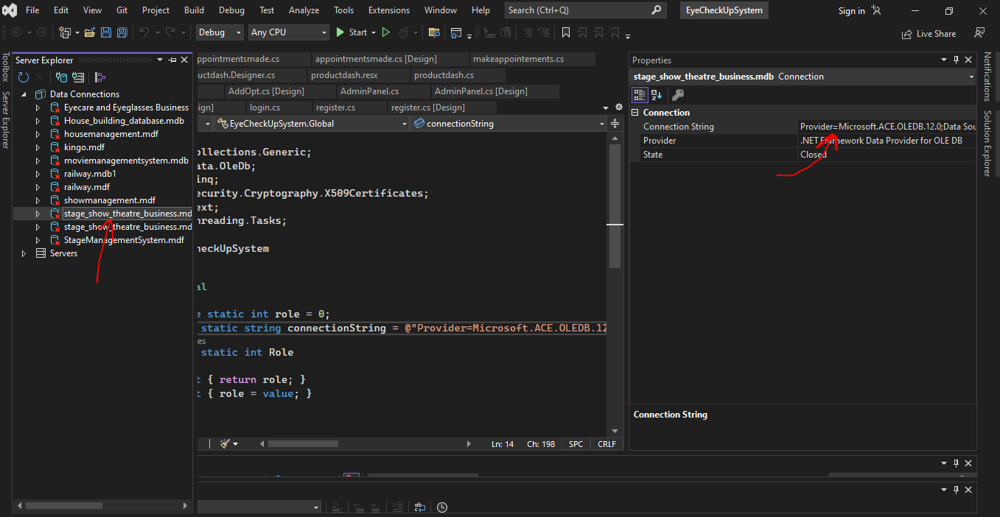 File Edit View Git Project Build Debug Test Analyze Tools Extensions Window Help Search (Ctrl+Q) EyeCheckUpSystem Sign in
Debug Any CPU Start Live Share
Toolbox
Server Explorer
Server Explorer
Data Connections
Eyecare and Eyeglasses Business
House_building_database.mdb
housemanagement.mdf
kingo.mdf
moviemanagementsystem.mdb
railway.mdb1
railway.mdf
showmanagement.mdf
stage_show_theatre_business.md
stage_show_theatre_business.md
StageManagementSystem.mdf
Servers
appointmentsmade.cs appointmentsmade.cs [Design] makeappointements.cs
uctdash.Designer.cs productdash.resx productdash.cs
AddOpt.cs [Design] AdminPanel.cs AdminPanel.cs [Design]
ign] login.cs register.cs register.cs [Design]
EyeCheckUpSystem.Global connectionString
ollections.Generic;
ata.OleDb;
inq;
ecurity.Cryptography.X509Certificates;
ext;
hreading.Tasks;
heckUpSystem
al
e static int role = 0;
static string connectionString = @"Provider=Microsoft.ACE.OLEDB.12
es
static int Role
t { return role; }
t { role = value; }
Ln: 14 Ch: 198 SPC CRLF
Properties
stage_show_theatre_business.mdb Connection
Connection
Connection String Provider=Microsoft.ACE.OLEDB.12.0;Data Sou
Provider .NET Framework Data Provider for OLE DB
State Closed
Connection String
Notifications
Solution Explorer